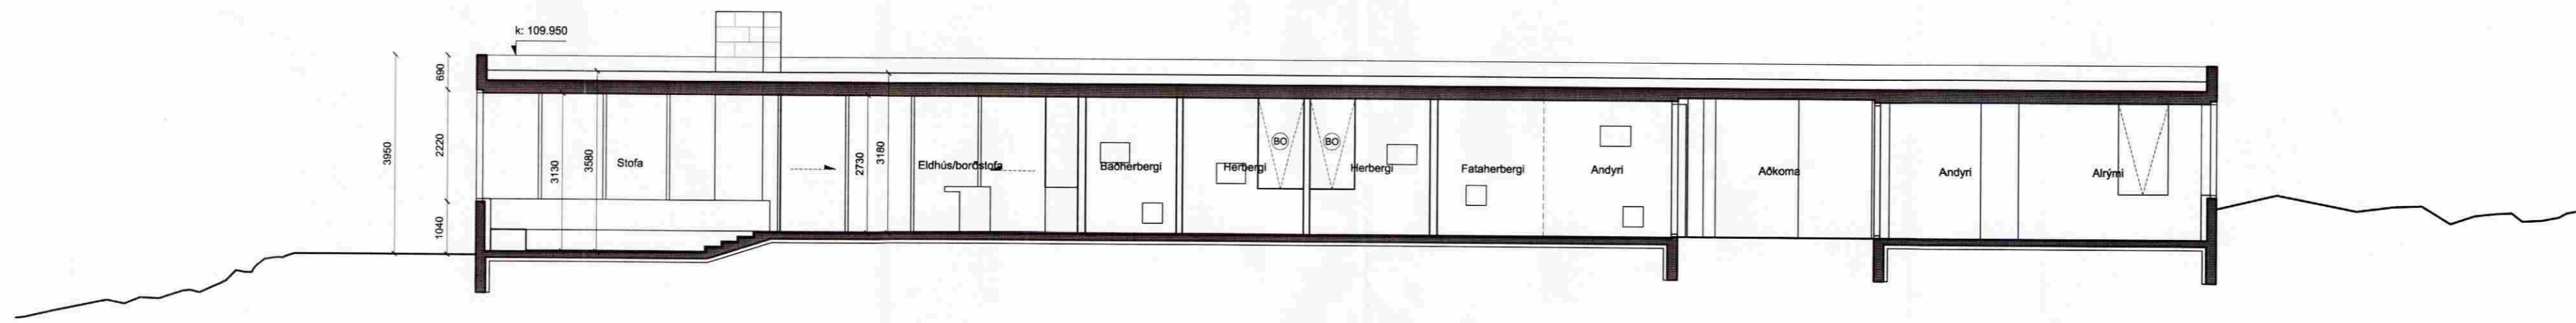 k: 109.950
3950
690
2220
1040
3130
3580
Stofa
2730
3180
Eldhús/borðstofa
Baðherbergi
Herbergi
BO
BO
Herbergi
Fataherbergi
Andyri
Aðkoma
Andyri
Alrými